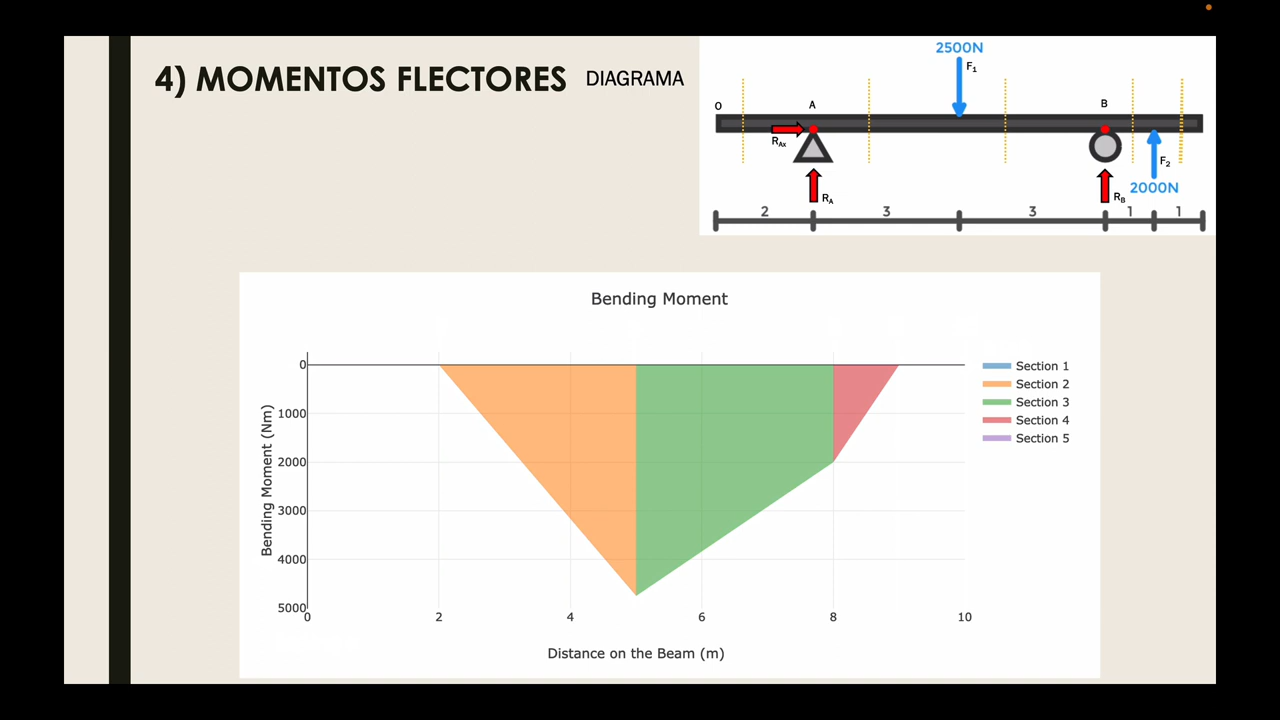 4) MOMENTOS FLECTORES DIAGRAMA
2500N
F1
O
A
B
RAx
F2
RA
RB
2000N
2
3
3
1
1
Bending Moment
Bending Moment (Nm)
0
1000
2000
3000
4000
5000
0
2
4
6
8
10
Distance on the Beam (m)
Section 1
Section 2
Section 3
Section 4
Section 5